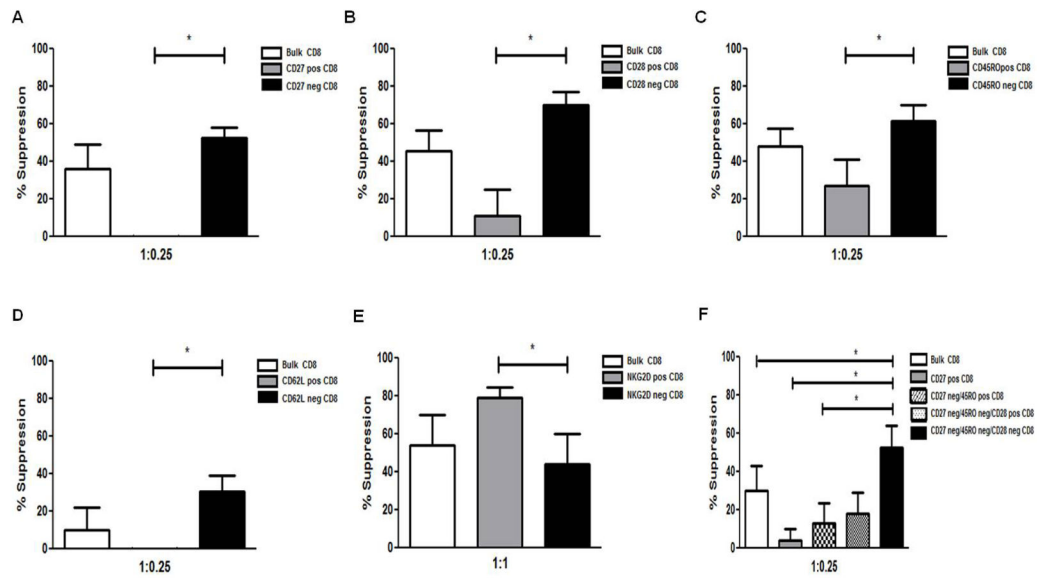 A
% Suppression
100
80
60
40
20
0
*
1:0.25
Bulk CD8
CD27 pos CD8
CD27 neg CD8
B
% Suppression
100
80
60
40
20
0
*
1:0.25
Bulk CD8
CD28 pos CD8
CD28 neg CD8
C
% Suppression
100
80
60
40
20
0
*
1:0.25
Bulk CD8
CD45ROpos CD8
CD45RO neg CD8
D
% Suppression
100
80
60
40
20
0
*
1:0.25
Bulk CD8
CD62L pos CD8
CD62L neg CD8
E
% Suppression
100
80
60
40
20
0
*
1:1
Bulk CD8
NKG2D pos CD8
NKG2D neg CD8
F
% Suppression
100
80
60
40
20
0
*
*
*
1:0.25
Bulk CD8
CD27 pos CD8
CD27 neg/45RO pos CD8
CD27 neg/45RO neg/CD28 pos CD8
CD27 neg/45RO neg/CD28 neg CD8